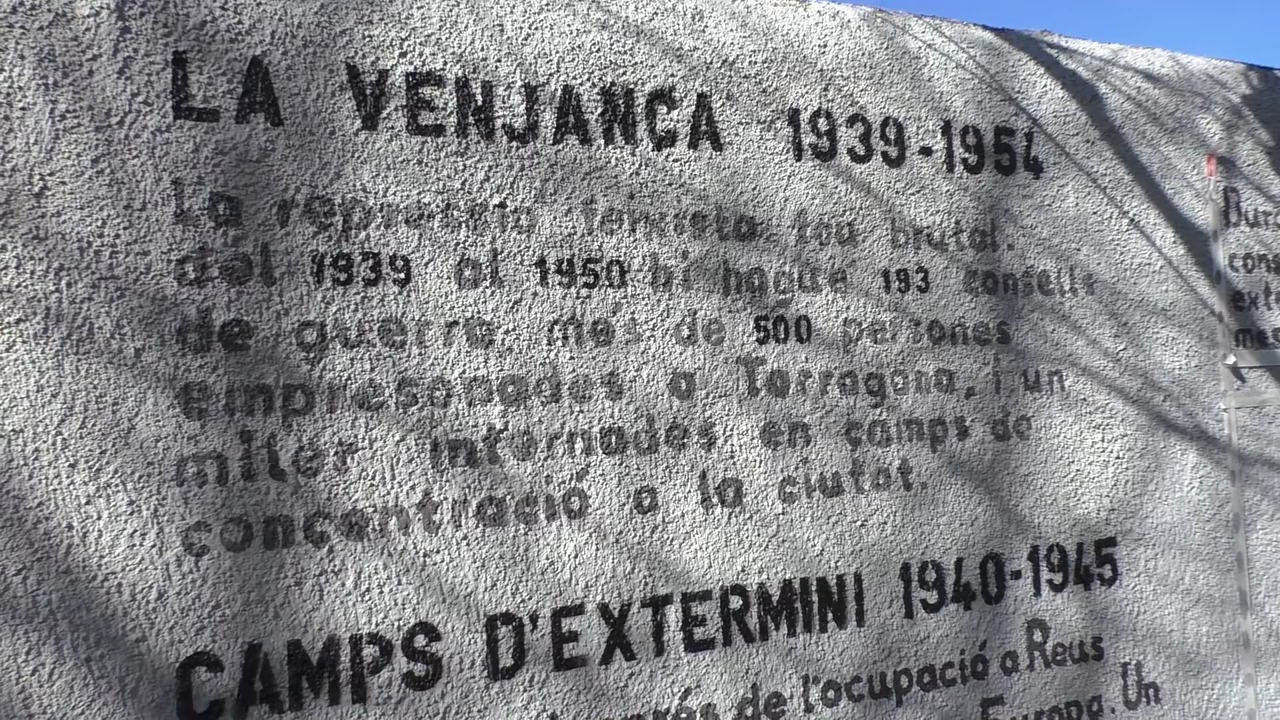 LA VENJANÇA 1939-1954
La repressió feixista fou brutal.
del 1939 al 1950 hi hagué 193 consells
de guerra, més de 500 persones
empresonades a Tarragona, i un
miler internades en camps de
concentració a la ciutat.
CAMPS D'EXTERMINI 1940-1945
després de l'ocupació a Reus
Europa. Un